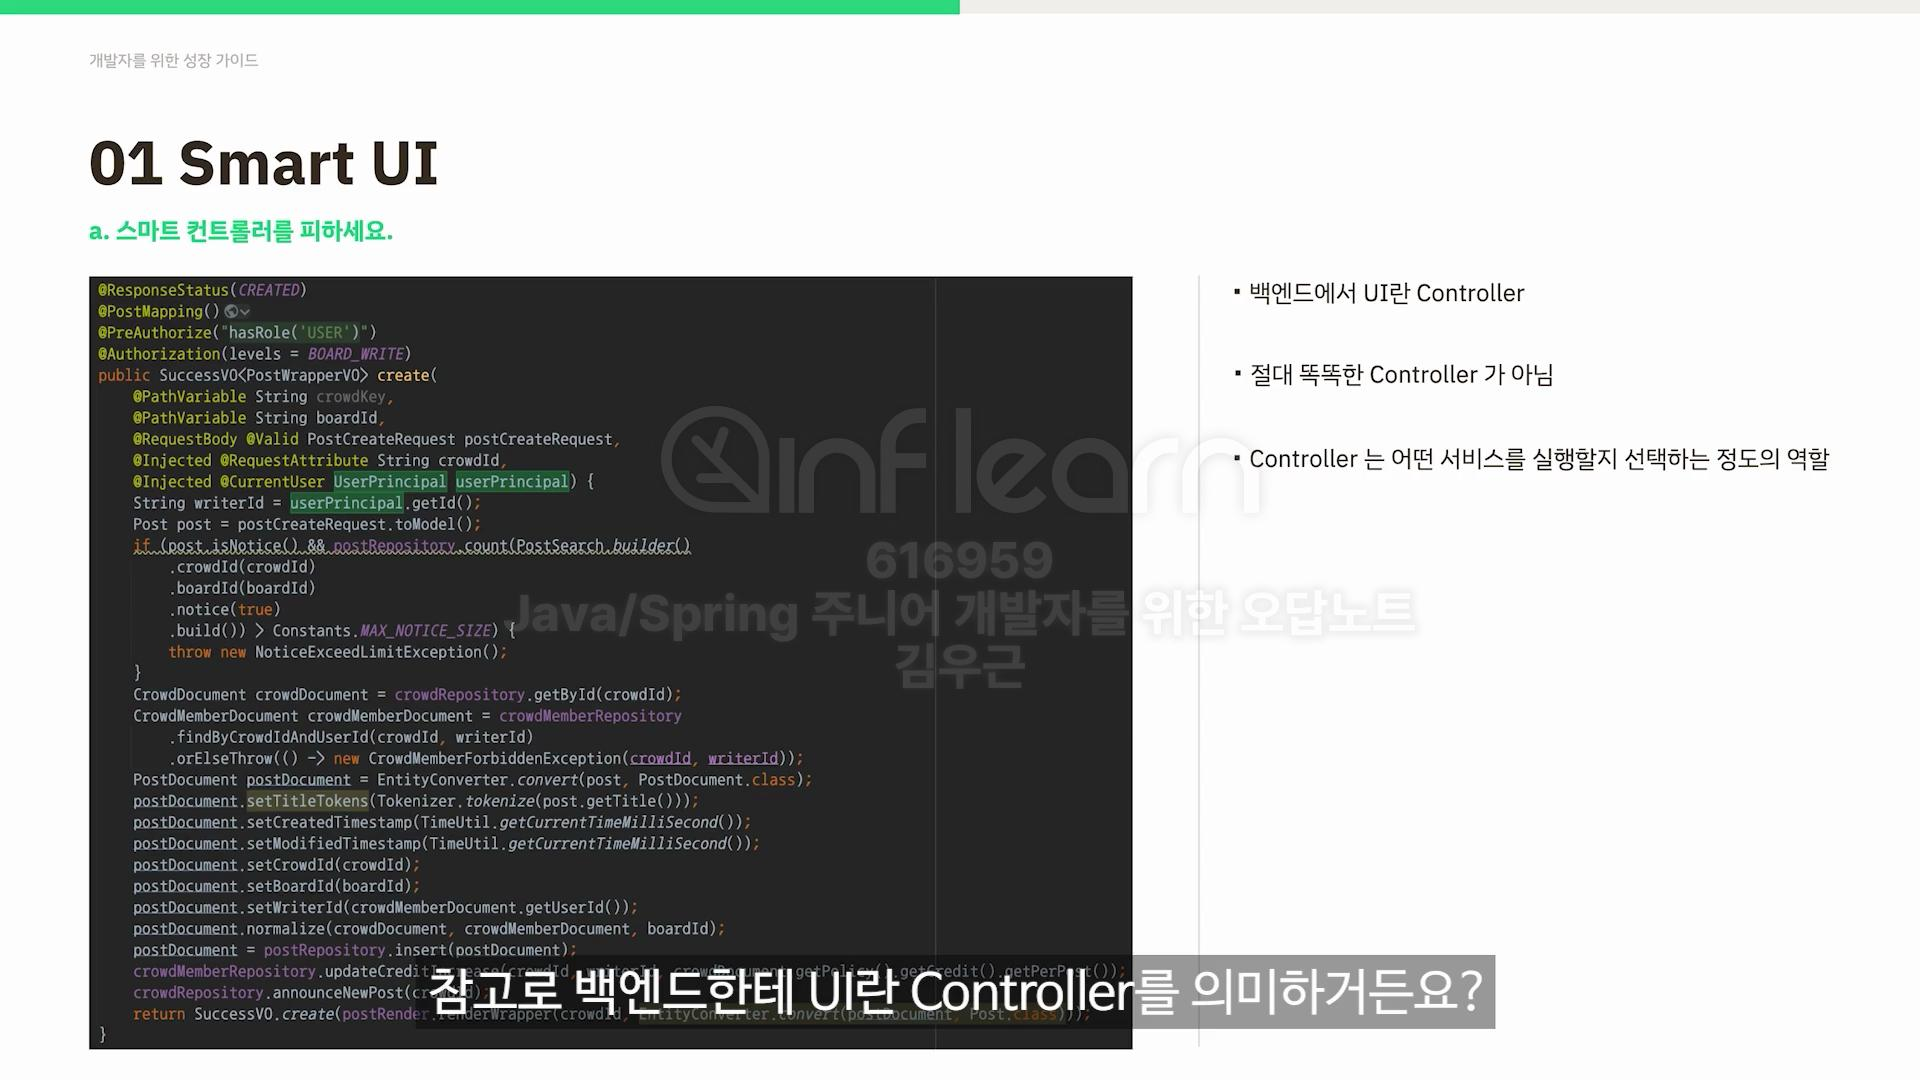 개발자를 위한 성장 가이드
01 Smart UI
a. 스마트 컨트롤러를 피하세요.
@ResponseStatus(CREATED)
@PostMapping()
@PreAuthorize("hasRole('USER')")
@Authorization(levels = BOARD_WRITE)
public SuccessVO<PostWrapperVO> create(
@PathVariable String crowdKey,
@PathVariable String boardId,
@RequestBody @Valid PostCreateRequest postCreateRequest,
@Injected @RequestAttribute String crowdId,
@Injected @CurrentUser UserPrincipal userPrincipal) {
String writerId = userPrincipal.getId();
Post post = postCreateRequest.toModel();
if (post.isNotice() && postRepository.count(PostSearch.builder()
.crowdId(crowdId)
.boardId(boardId)
.notice(true)
.build()) > Constants.MAX_NOTICE_SIZE) {
throw new NoticeExceedLimitException();
}
CrowdDocument crowdDocument = crowdRepository.getById(crowdId);
CrowdMemberDocument crowdMemberDocument = crowdMemberRepository
.findByCrowdIdAndUserId(crowdId, writerId)
.orElseThrow(() -> new CrowdMemberForbiddenException(crowdId, writerId));
PostDocument postDocument = EntityConverter.convert(post, PostDocument.class);
postDocument.setTitleTokens(Tokenizer.tokenize(post.getTitle()));
postDocument.setCreatedTimestamp(TimeUtil.getCurrentTimeMilliSecond());
postDocument.setModifiedTimestamp(TimeUtil.getCurrentTimeMilliSecond());
postDocument.setCrowdId(crowdId);
postDocument.setBoardId(boardId);
postDocument.setWriterId(crowdMemberDocument.getUserId());
postDocument.normalize(crowdDocument, crowdMemberDocument, boardId);
postDocument = postRepository.insert(postDocument);
crowdMemberRepository.updateCreditIncrease(crowdId, writerId, crowdDocument.getPolicy().getCredit().getPerPost());
crowdRepository.announceNewPost(crowdId);
return SuccessVO.create(postRender.renderWrapper(crowdId, EntityConverter.convert(postDocument, Post.class)));
}
▪ 백엔드에서 UI란 Controller
▪ 절대 똑똑한 Controller 가 아님
▪ Controller 는 어떤 서비스를 실행할지 선택하는 정도의 역할
inflearn
616959
Java/Spring 주니어 개발자를 위한 오답노트
김우근
참고로 백엔드한테 UI란 Controller를 의미하거든요?